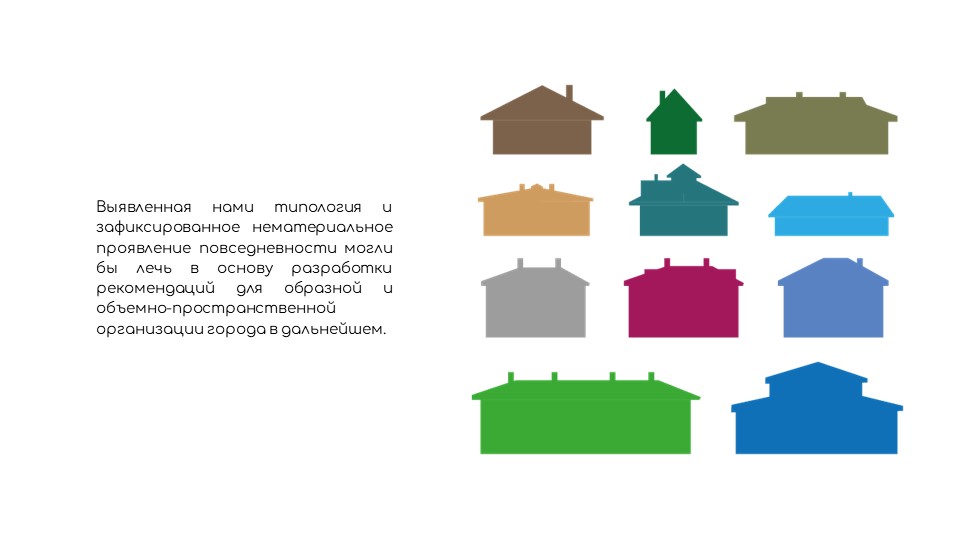 Выявленная нами типология и
зафиксированное нематериальное
проявление повседневности могли
бы лечь в основу разработки
рекомендаций для образной и
объемно-пространственной
организации города в дальнейшем.